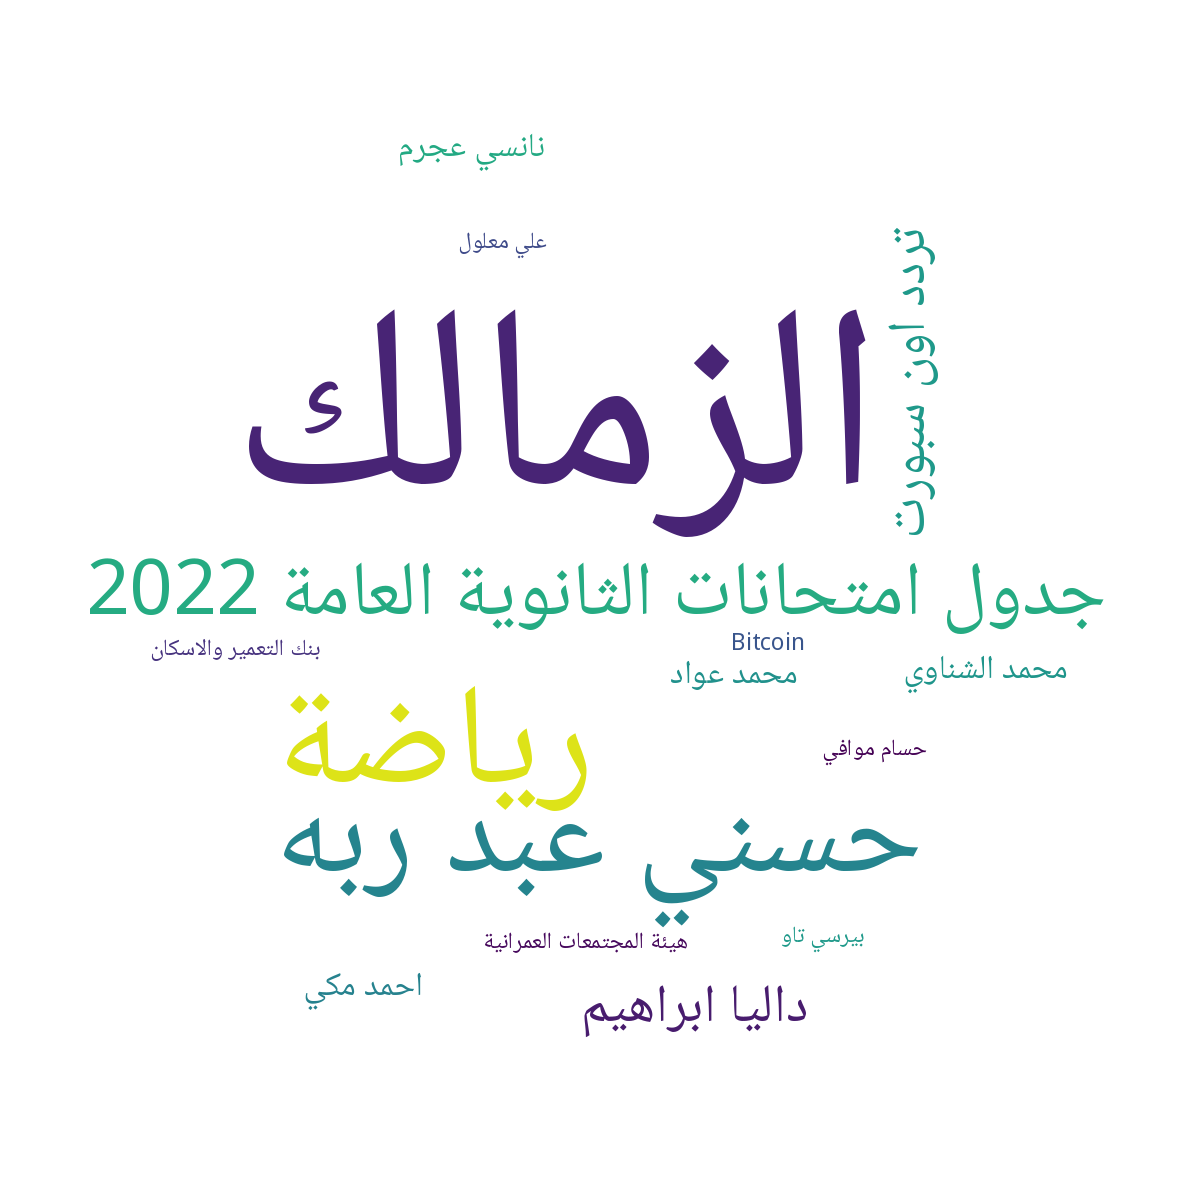 نانسي عجرم
علي معلول
تردد اون سبورت
الزمالك
جدول امتحانات الثانوية العامة 2022
Bitcoin
بنك التعمير والاسكان
محمد الشناوي
محمد عواد
رياضة
حسام موافي
حسني عبد ربه
بيرسي تاو
هيئة المجتمعات العمرانية
احمد مكي
داليا ابراهيم